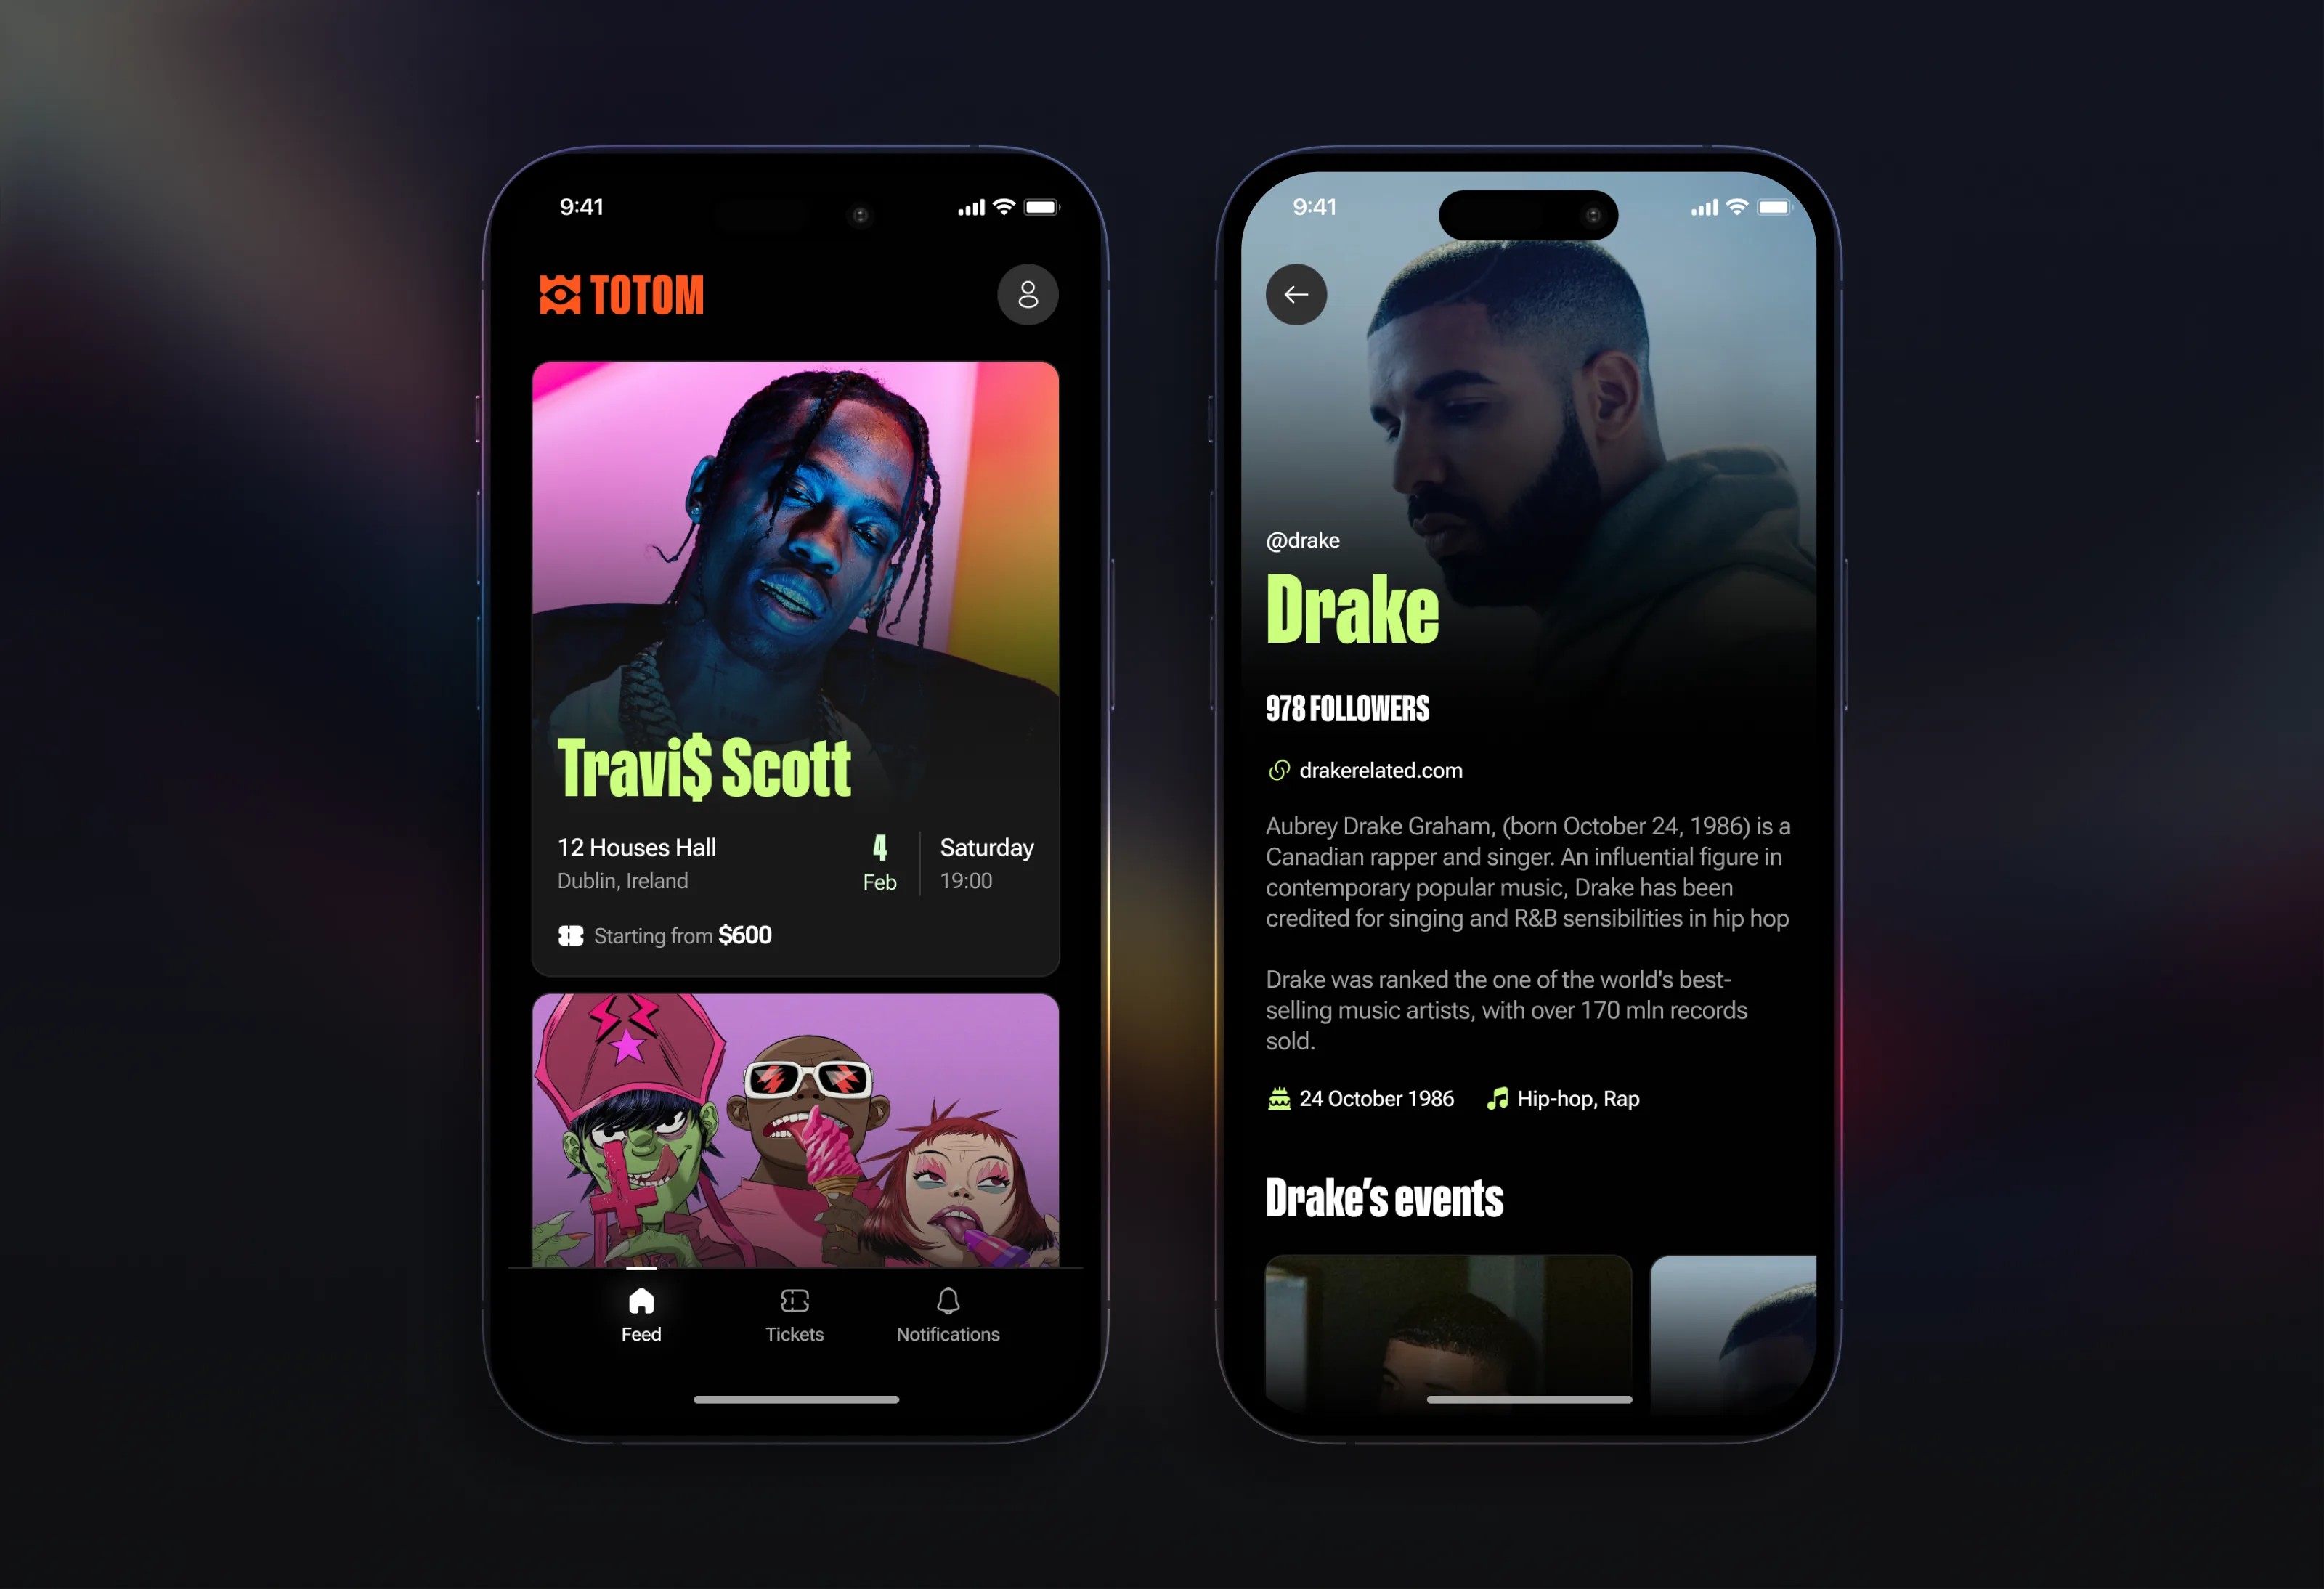 9:41
TOTOM
Travi$ Scott
12 Houses Hall
Dublin, Ireland
4
Feb
Saturday
19:00
Starting from $600
Feed
Tickets
Notifications
9:41
@drake
Drake
978 FOLLOWERS
drakerelated.com
Aubrey Drake Graham, (born October 24, 1986) is a
Canadian rapper and singer. An influential figure in
contemporary popular music, Drake has been
credited for singing and R&B sensibilities in hip hop
Drake was ranked the one of the world's best-
selling music artists, with over 170 mln records
sold.
24 October 1986
Hip-hop, Rap
Drake’s events